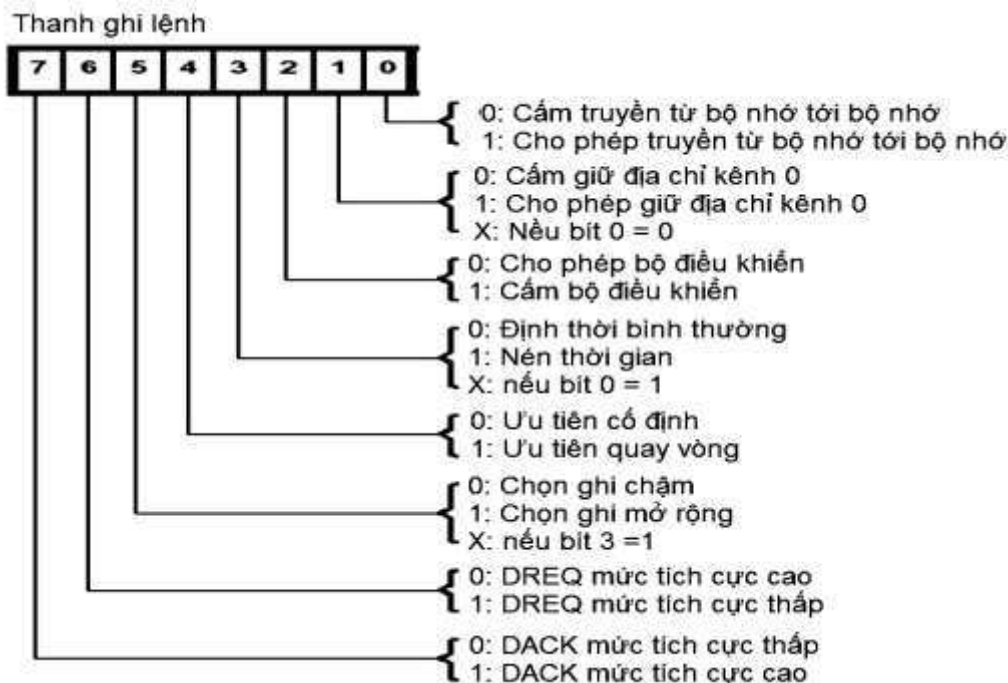 Thanh ghi lệnh
7 6 5 4 3 2 1 0
0: Cấm truyền từ bộ nhớ tới bộ nhớ
1: Cho phép truyền từ bộ nhớ tới bộ nhớ
0: Cấm giữ địa chỉ kênh 0
1: Cho phép giữ địa chỉ kênh 0
X: Nều bit 0 = 0
0: Cho phép bộ điều khiển
1: Cấm bộ điều khiển
0: Định thời bình thường
1: Nén thời gian
X: nếu bit 0 = 1
0: Ưu tiên cố định
1: Ưu tiên quay vòng
0: Chọn ghi chậm
1: Chọn ghi mở rộng
X: nếu bit 3 =1
0: DREQ mức tích cực cao
1: DREQ mức tích cực thấp
0: DACK mức tích cực thấp
1: DACK mức tích cực cao